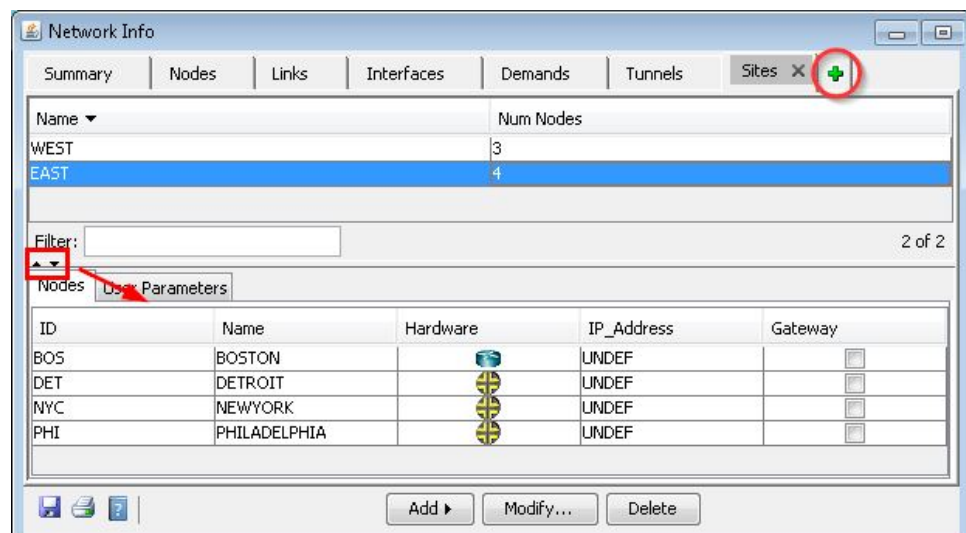 Network Info
Summary Nodes Links Interfaces Demands Tunnels Sites
Name Num Nodes
WEST 3
EAST 4
Filter: 2 of 2
Nodes User Parameters
ID Name Hardware IP_Address Gateway
BOS BOSTON UNDEF
DET DETROIT UNDEF
NYC NEWYORK UNDEF
PHI PHILADELPHIA UNDEF
Add Modify... Delete